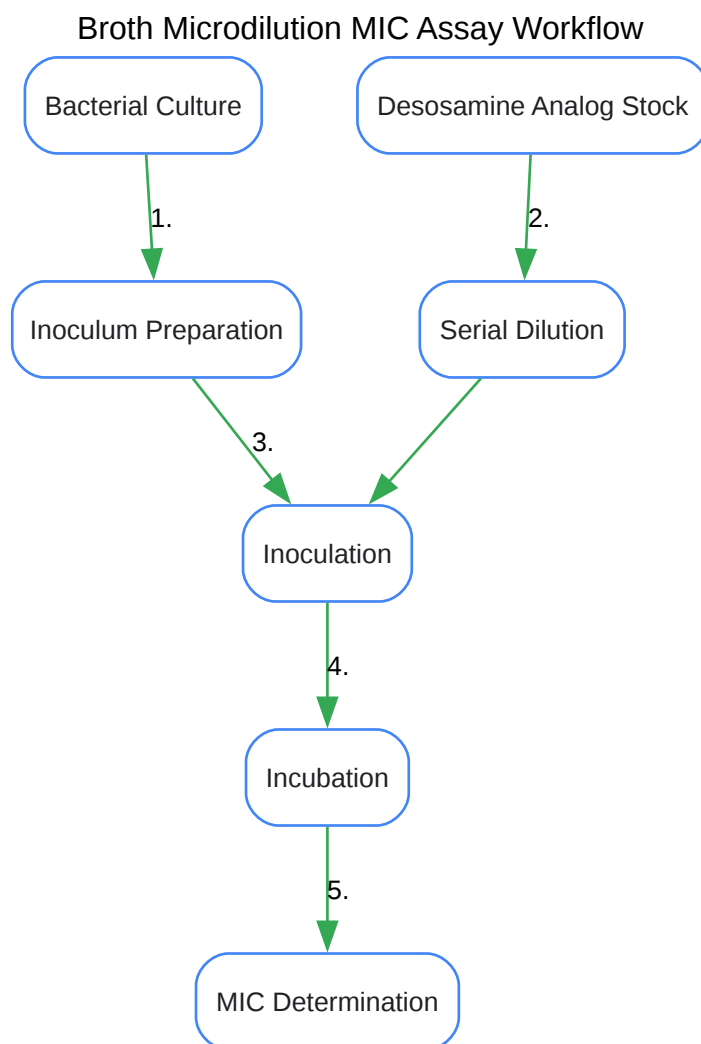 Broth Microdilution MIC Assay Workflow
Bacterial Culture
Desosamine Analog Stock
1.
2.
Inoculum Preparation
Serial Dilution
3.
Inoculation
4.
Incubation
5.
MIC Determination